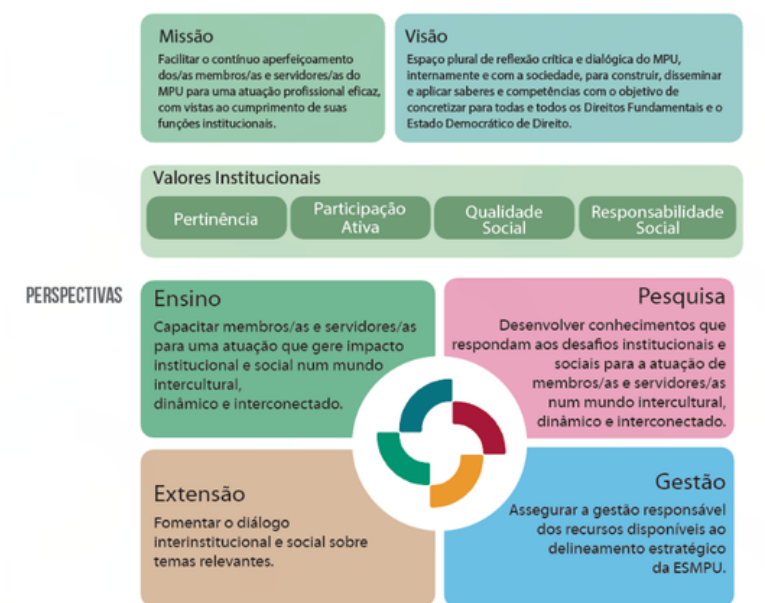 Missão
Facilitar o contínuo aperfeiçoamento
dos/as membros/as e servidores/as do
MPU para uma atuação profissional eficaz,
com vistas ao cumprimento de suas
funções institucionais.
Visão
Espaço plural de reflexão crítica e dialógica do MPU,
internamente e com a sociedade, para construir, disseminar
e aplicar saberes e competências com o objetivo de
concretizar para todas e todos os Direitos Fundamentais e o
Estado Democrático de Direito.
Valores Institucionais
Pertinência
Participação
Ativa
Qualidade
Social
Responsabilidade
Social
PERSPECTIVAS
Ensino
Capacitar membros/as e servidores/as
para uma atuação que gere impacto
institucional e social num mundo
intercultural,
dinâmico e interconectado.
Pesquisa
Desenvolver conhecimentos que
respondam aos desafios institucionais e
sociais para a atuação de
membros/as e servidores/as
num mundo intercultural,
dinâmico e interconectado.
Extensão
Fomentar o diálogo
interinstitucional e social sobre
temas relevantes.
Gestão
Assegurar a gestão responsável
dos recursos disponíveis ao
delineamento estratégico
da ESMPU.